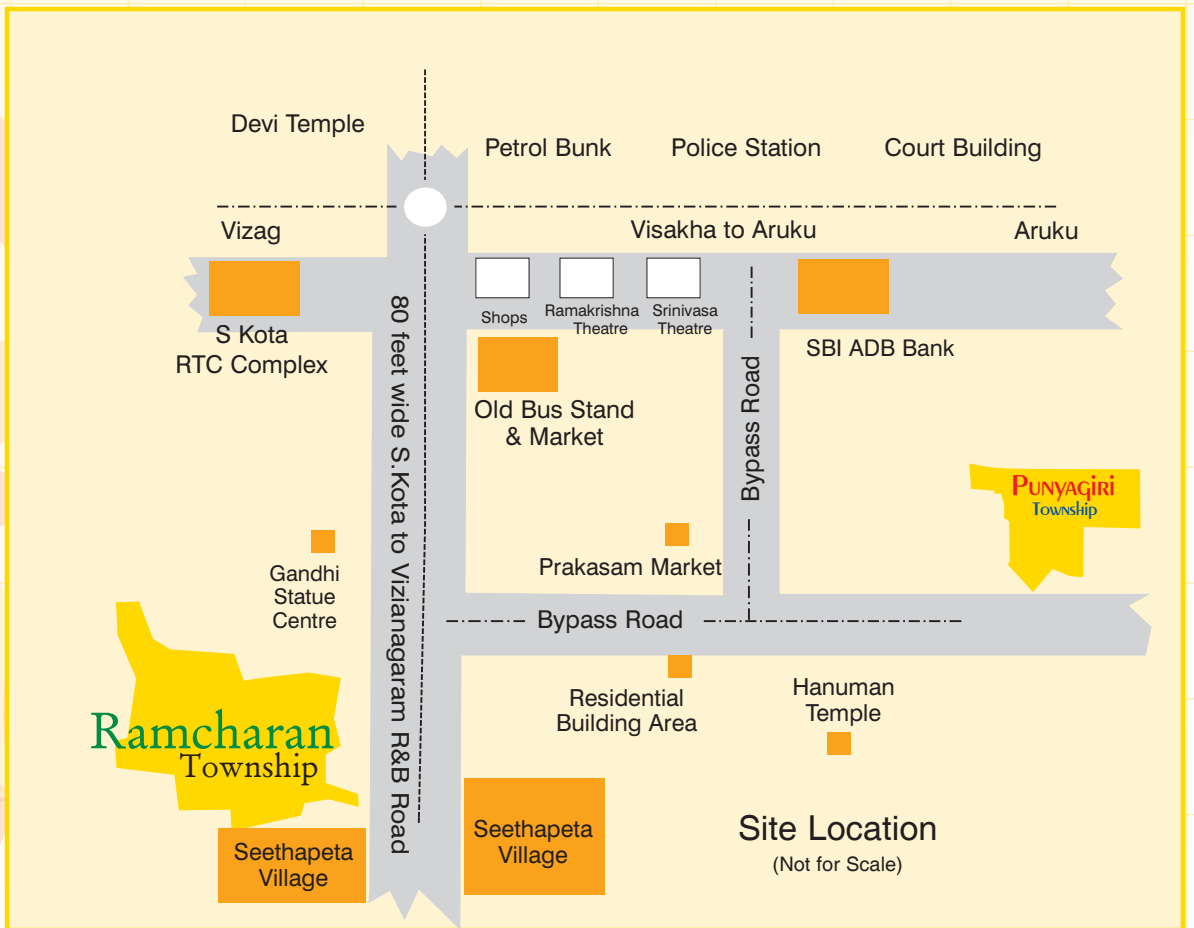 Devi Temple
Petrol Bunk
Police Station
Court Building
Vizag
Visakha to Aruku
Aruku
S Kota
RTC Complex
Shops
Ramakrishna
Theatre
Srinivasa
Theatre
SBI ADB Bank
Old Bus Stand
& Market
80 feet wide S.Kota to Vizianagaram R&B Road
Bypass Road
PUNYAGIRI
TOWNSHIP
Gandhi
Statue
Centre
Prakasam Market
Bypass Road
Residential
Building Area
Hanuman
Temple
Ramcharan
Township
Seethapeta
Village
Seethapeta
Village
Site Location
(Not for Scale)